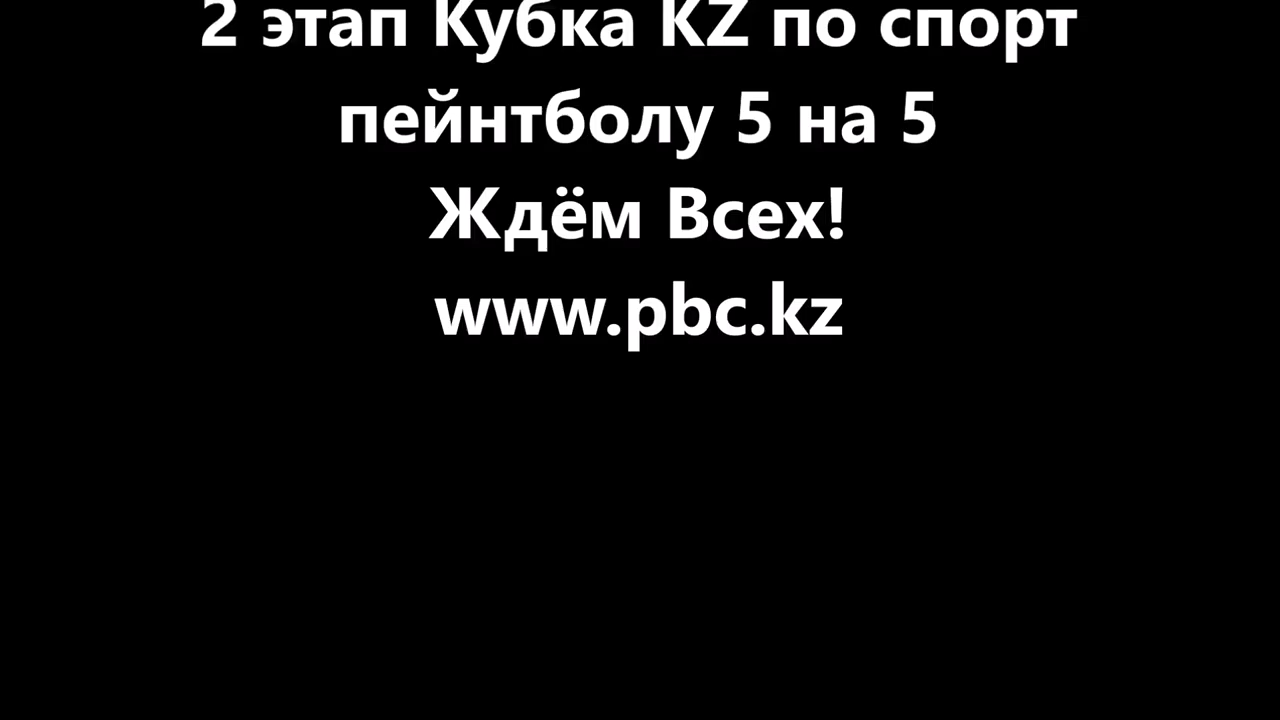 2 этап Кубка KZ по спорт
пейнтболу 5 на 5
Ждём Всех!
www.pbc.kz